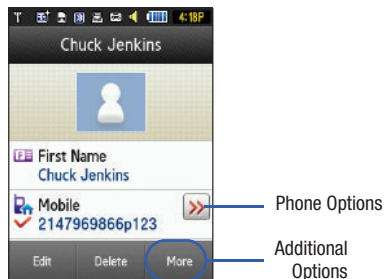 4:18P
Chuck Jenkins
First Name
Chuck Jenkins
Mobile
2147969866p123
Phone Options
Edit Delete More
Additional
Options